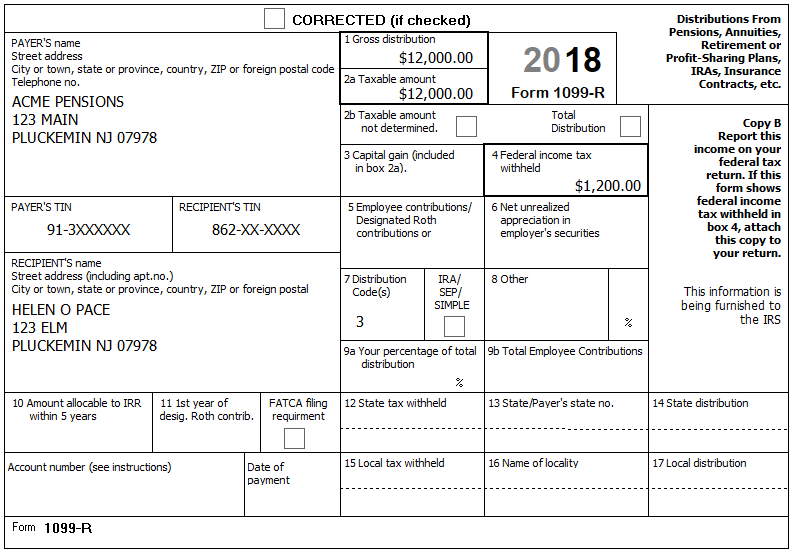 CORRECTED (if checked)
PAYER'S name
Street address
City or town, state or province, country, ZIP or foreign postal code
Telephone no.
ACME PENSIONS
123 MAIN
PLUCKEMIN NJ 07978
1 Gross distribution
$12,000.00
2a Taxable amount
$12,000.00
2018
Form 1099-R
Distributions From
Pensions, Annuities,
Retirement or
Profit-Sharing Plans,
IRAs, Insurance
Contracts, etc.
2b Taxable amount
not determined.
Total
Distribution
Copy B
Report this
income on your
federal tax
return. If this
form shows
federal income
tax withheld in
box 4, attach
this copy to
your return.
3 Capital gain (included
in box 2a).
4 Federal income tax
withheld
$1,200.00
PAYER'S TIN
91-3XXXXXX
RECIPIENT'S TIN
862-XX-XXXX
5 Employee contributions/
Designated Roth
contributions or
6 Net unrealized
appreciation in
employer's securities
RECIPIENT'S name
Street address (including apt.no.)
City or town, state or province, country, ZIP or foreign postal
HELEN O PACE
123 ELM
PLUCKEMIN NJ 07978
7 Distribution
Code(s)
3
IRA/
SEP/
SIMPLE
8 Other
%
This information is
being furnished to
the IRS
9a Your percentage of total
distribution
%
9b Total Employee Contributions
10 Amount allocable to IRR
within 5 years
11 1st year of
desig. Roth contrib.
FATCA filing
requirment
12 State tax withheld
13 State/Payer's state no.
14 State distribution
Account number (see instructions)
Date of
payment
15 Local tax withheld
16 Name of locality
17 Local distribution
Form 1099-R